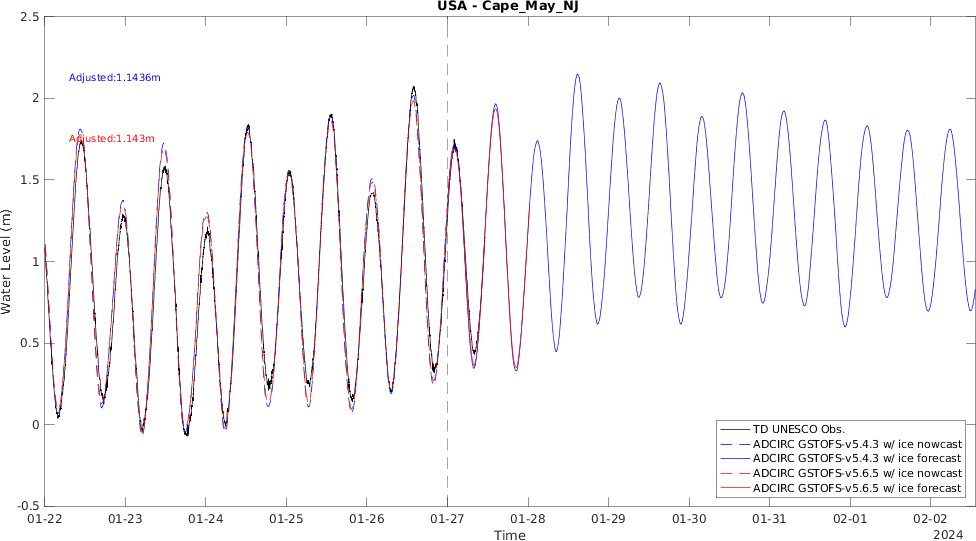 USA - Cape_May_NJ
2.5
2
1.5
1
0.5
0
-0.5
Water Level (m)
Adjusted:1.1436m
Adjusted:1.143m
TD UNESCO Obs.
ADCIRC GSTOFS-v5.4.3 w/ ice nowcast
ADCIRC GSTOFS-v5.4.3 w/ ice forecast
ADCIRC GSTOFS-v5.6.5 w/ ice nowcast
ADCIRC GSTOFS-v5.6.5 w/ ice forecast
01-22 01-23 01-24 01-25 01-26 01-27 01-28 01-29 01-30 01-31 02-01 02-02
Time
2024